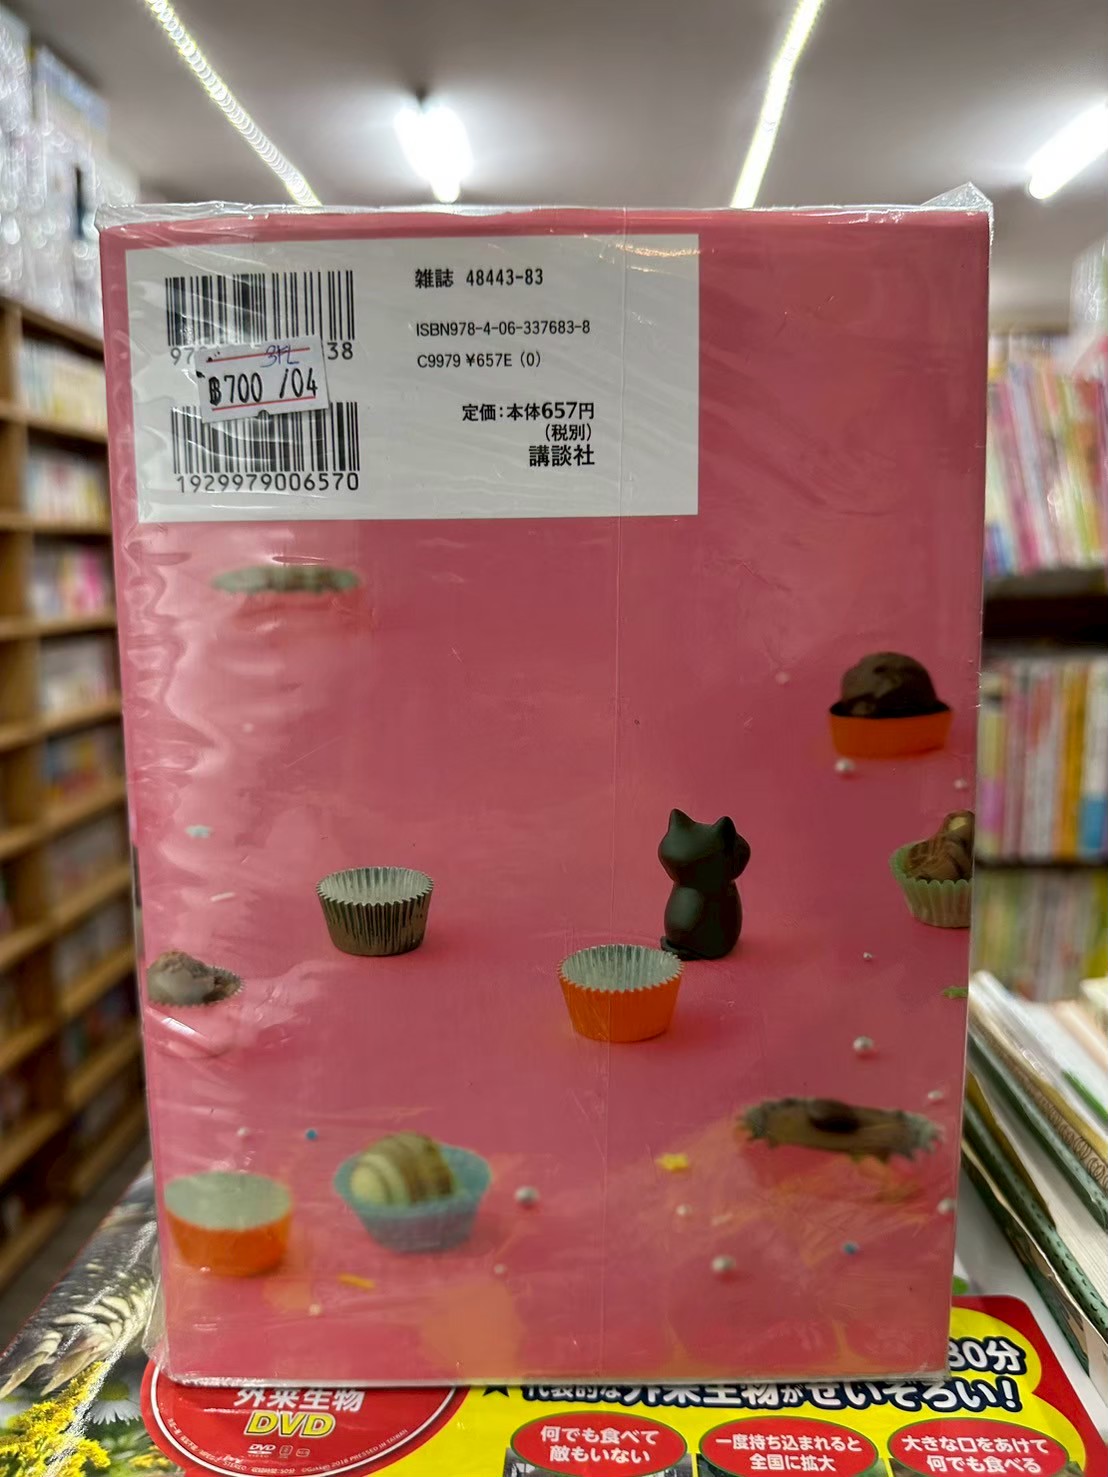 雑誌 48443-83
ISBN978-4-06-337683-8
C9979 ¥657E (0)
定価:本体657円
(税別)
講談社
97
38
฿700 /04
1929979006570
80分
外来生物
DVD
★代表的な外来生物がせいぞろい!
何でも食べて
敵もいない
一度持ち込まれると
全国に拡大
大きな口をあけて
何でも食べる